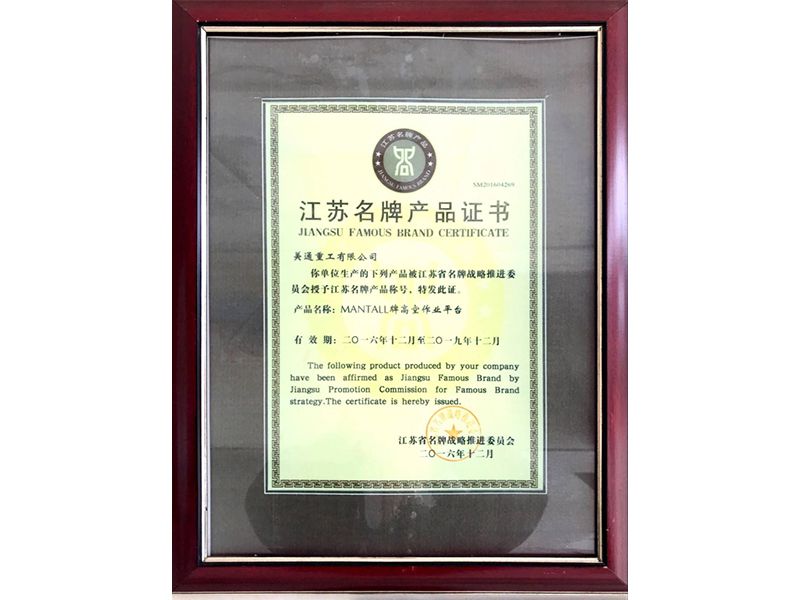 江苏名牌产品
JIANGSU FAMOUS BRAND
SM201604269
江苏名牌产品证书
JIANGSU FAMOUS BRAND CERTIFICATE
美通重工有限公司
你单位生产的下列产品被江苏省名牌战略推进委
员会授予江苏名牌产品称号，特发此证。
产品名称：MANTALL牌高空作业平台
有 效 期：二〇一六年十二月至二〇一九年十二月
The following product produced by your company
have been affirmed as Jiangsu Famous Brand by
Jiangsu Promotion Commission for Famous Brand
strategy.The certificate is hereby issued.
江苏省名牌战略推进委员会
二〇一六年十二月